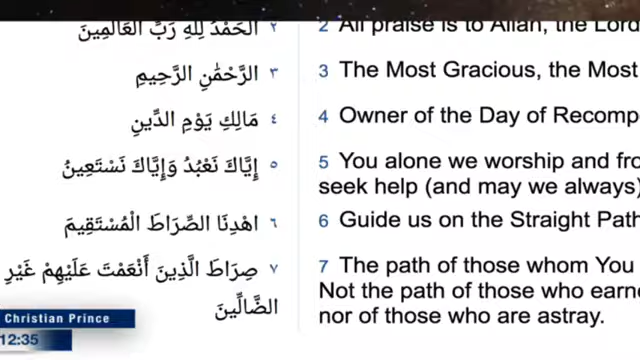 ٢ الْحَمْدُ لِلَّهِ رَبِّ الْعَالَمِينَ
2 All praise is to Allah, the Lord
٣ الرَّحْمَٰنِ الرَّحِيمِ
3 The Most Gracious, the Most
٤ مَالِكِ يَوْمِ الدِّينِ
4 Owner of the Day of Recomp
٥ إِيَّاكَ نَعْبُدُ وَإِيَّاكَ نَسْتَعِينُ
5 You alone we worship and fro
seek help (and may we always)
٦ اهْدِنَا الصِّرَاطَ الْمُسْتَقِيمَ
6 Guide us on the Straight Path
٧ صِرَاطَ الَّذِينَ أَنْعَمْتَ عَلَيْهِمْ غَيْرِ
الضَّالِّينَ
7 The path of those whom You
Not the path of those who earne
nor of those who are astray.
Christian Prince
12:35